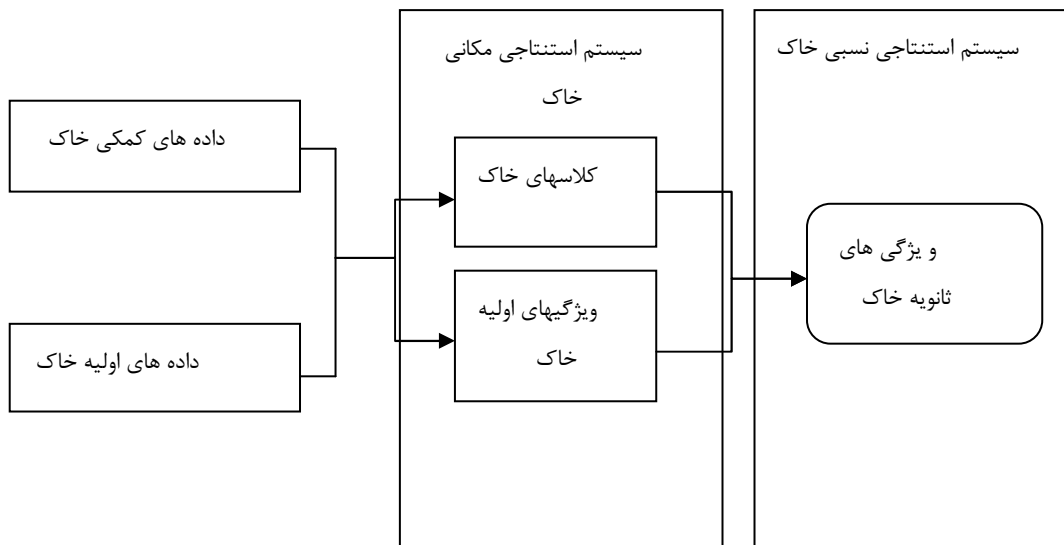 سیستم استنتاجی مکانی
خاک
سیستم استنتاجی نسبی خاک
داده های کمکی خاک
کلاسهای خاک
و یژگی های
ثانویه خاک
ویژگیهای اولیه
خاک
داده های اولیه خاک